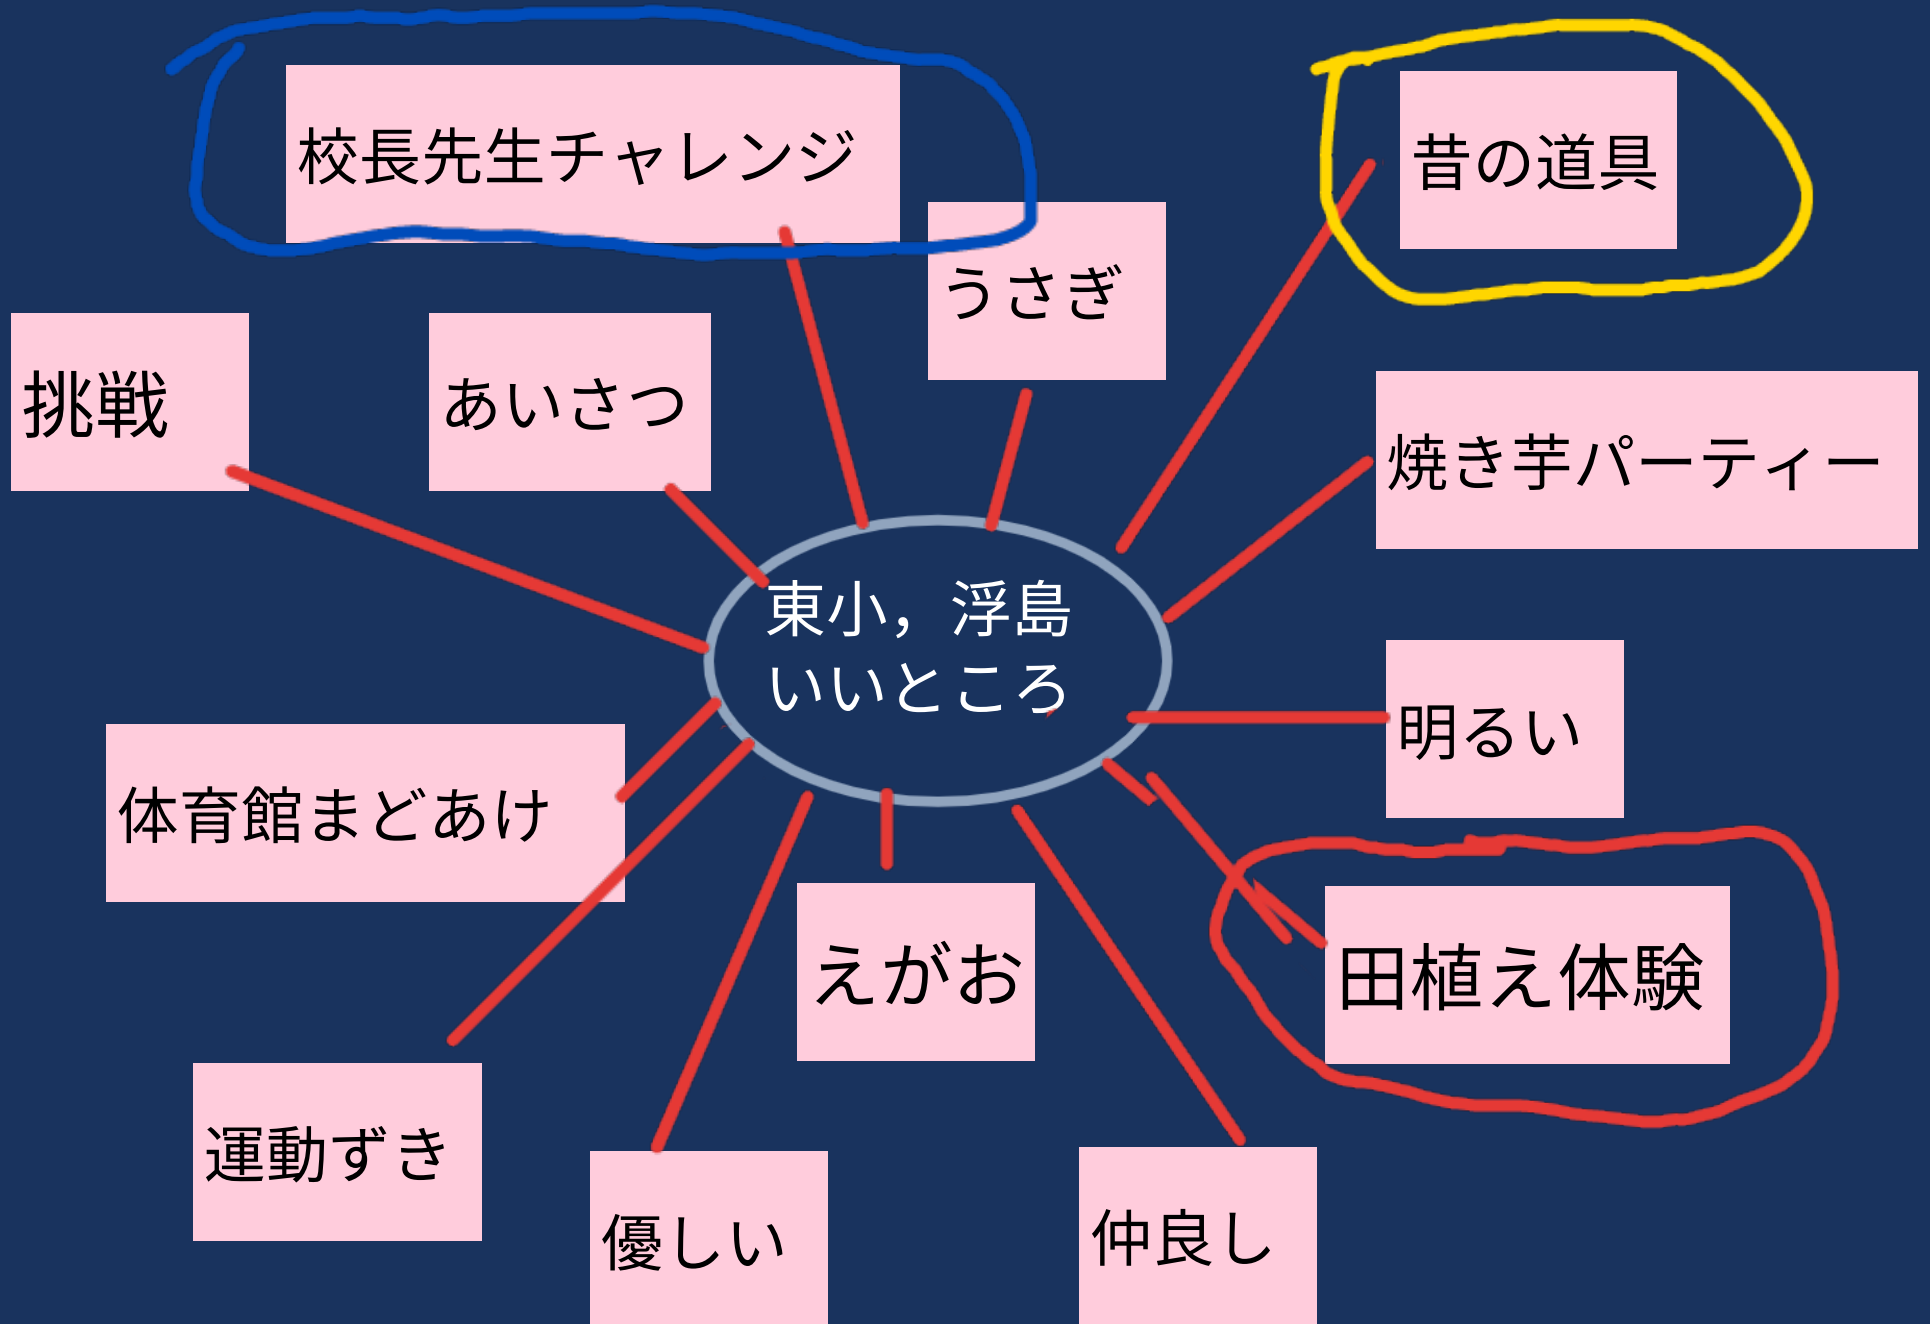 校長先生チャレンジ
昔の道具
うさぎ
挑戦
あいさつ
焼き芋パーティー
東小，浮島
いいところ
明るい
体育館まどあけ
えがお
田植え体験
運動ずき
優しい
仲良し